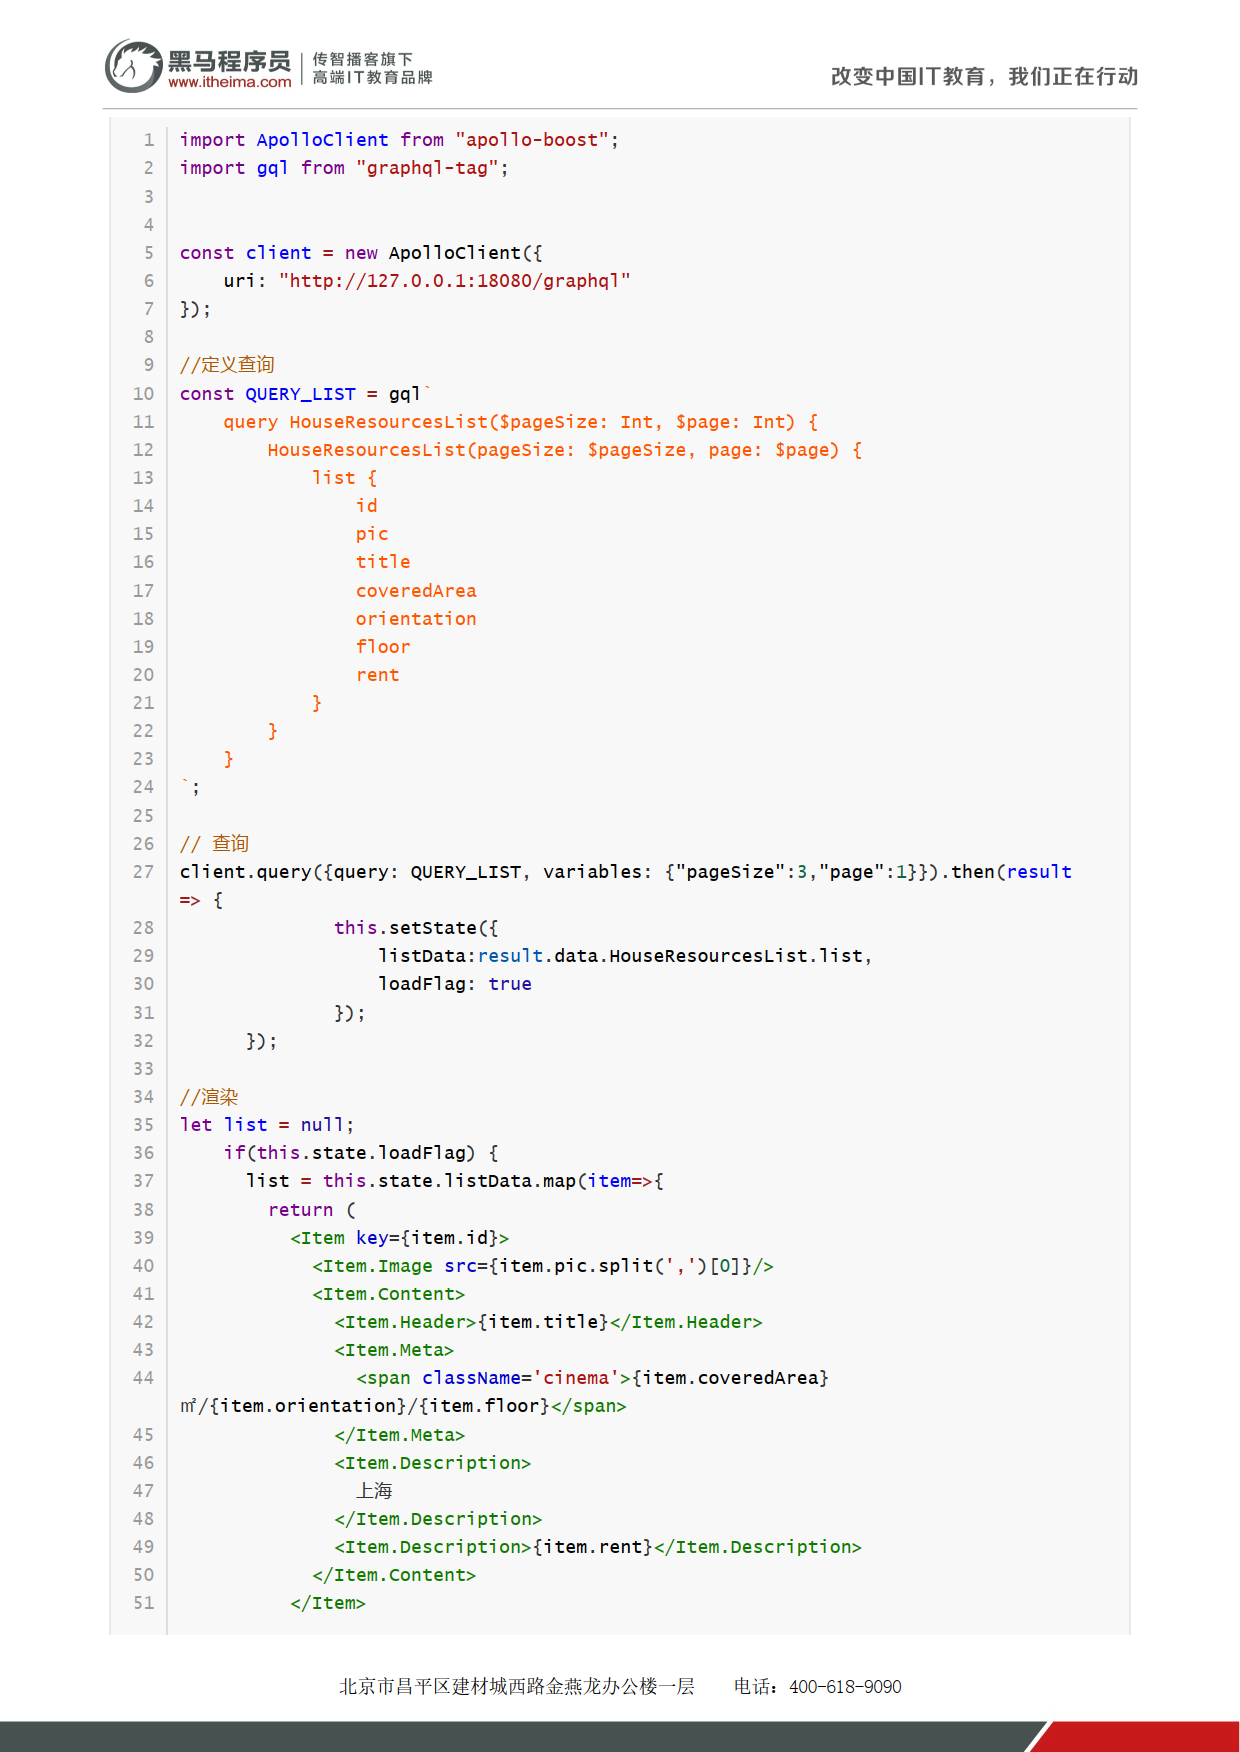 黑马程序员
www.itheima.com
传智播客旗下
高端IT教育品牌
改变中国IT教育，我们正在行动
1 import ApolloClient from "apollo-boost";
2 import gql from "graphql-tag";
3
4
5 const client = new ApolloClient({
6     uri: "http://127.0.0.1:18080/graphql"
7 });
8
9 //定义查询
10 const QUERY_LIST = gql`
11     query HouseResourcesList($pageSize: Int, $page: Int) {
12         HouseResourcesList(pageSize: $pageSize, page: $page) {
13             list {
14                 id
15                 pic
16                 title
17                 coveredArea
18                 orientation
19                 floor
20                 rent
21             }
22         }
23     }
24 `;
25
26 // 查询
27 client.query({query: QUERY_LIST, variables: {"pageSize":3,"page":1}}).then(result
=> {
28               this.setState({
29                   listData:result.data.HouseResourcesList.list,
30                   loadFlag: true
31               });
32       });
33
34 //渲染
35 let list = null;
36     if(this.state.loadFlag) {
37       list = this.state.listData.map(item=>{
38         return (
39           <Item key={item.id}>
40             <Item.Image src={item.pic.split(',')[0]}/>
41             <Item.Content>
42               <Item.Header>{item.title}</Item.Header>
43               <Item.Meta>
44                 <span className='cinema'>{item.coveredArea}
㎡/{item.orientation}/{item.floor}</span>
45               </Item.Meta>
46               <Item.Description>
47                 上海
48               </Item.Description>
49               <Item.Description>{item.rent}</Item.Description>
50             </Item.Content>
51           </Item>
北京市昌平区建材城西路金燕龙办公楼一层 电话：400-618-9090